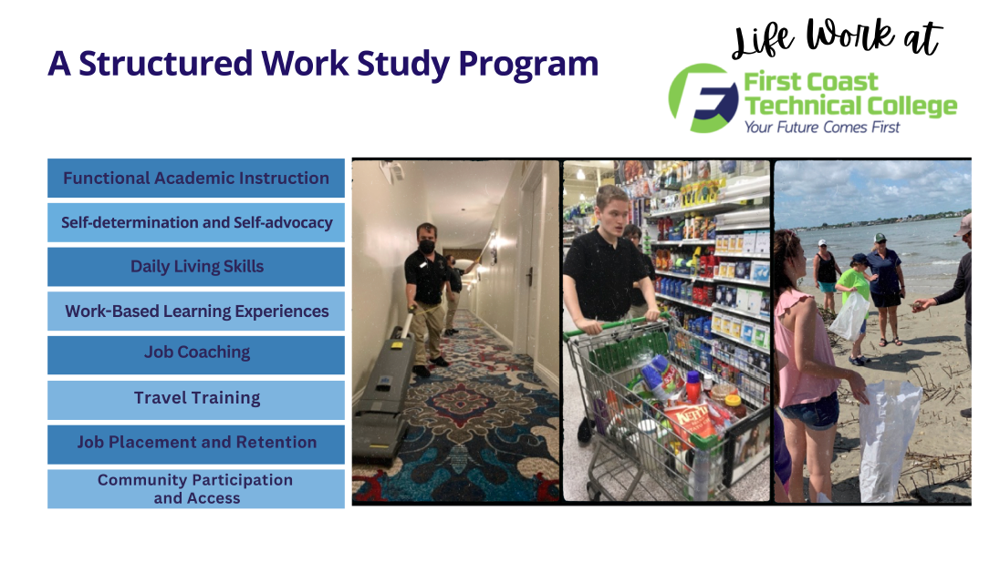 Life Work at
A Structured Work Study Program
First Coast
Technical College
Your Future Comes First
Functional Academic Instruction
Self-determination and Self-advocacy
Daily Living Skills
Work-Based Learning Experiences
Job Coaching
Travel Training
Job Placement and Retention
Community Participation
and Access